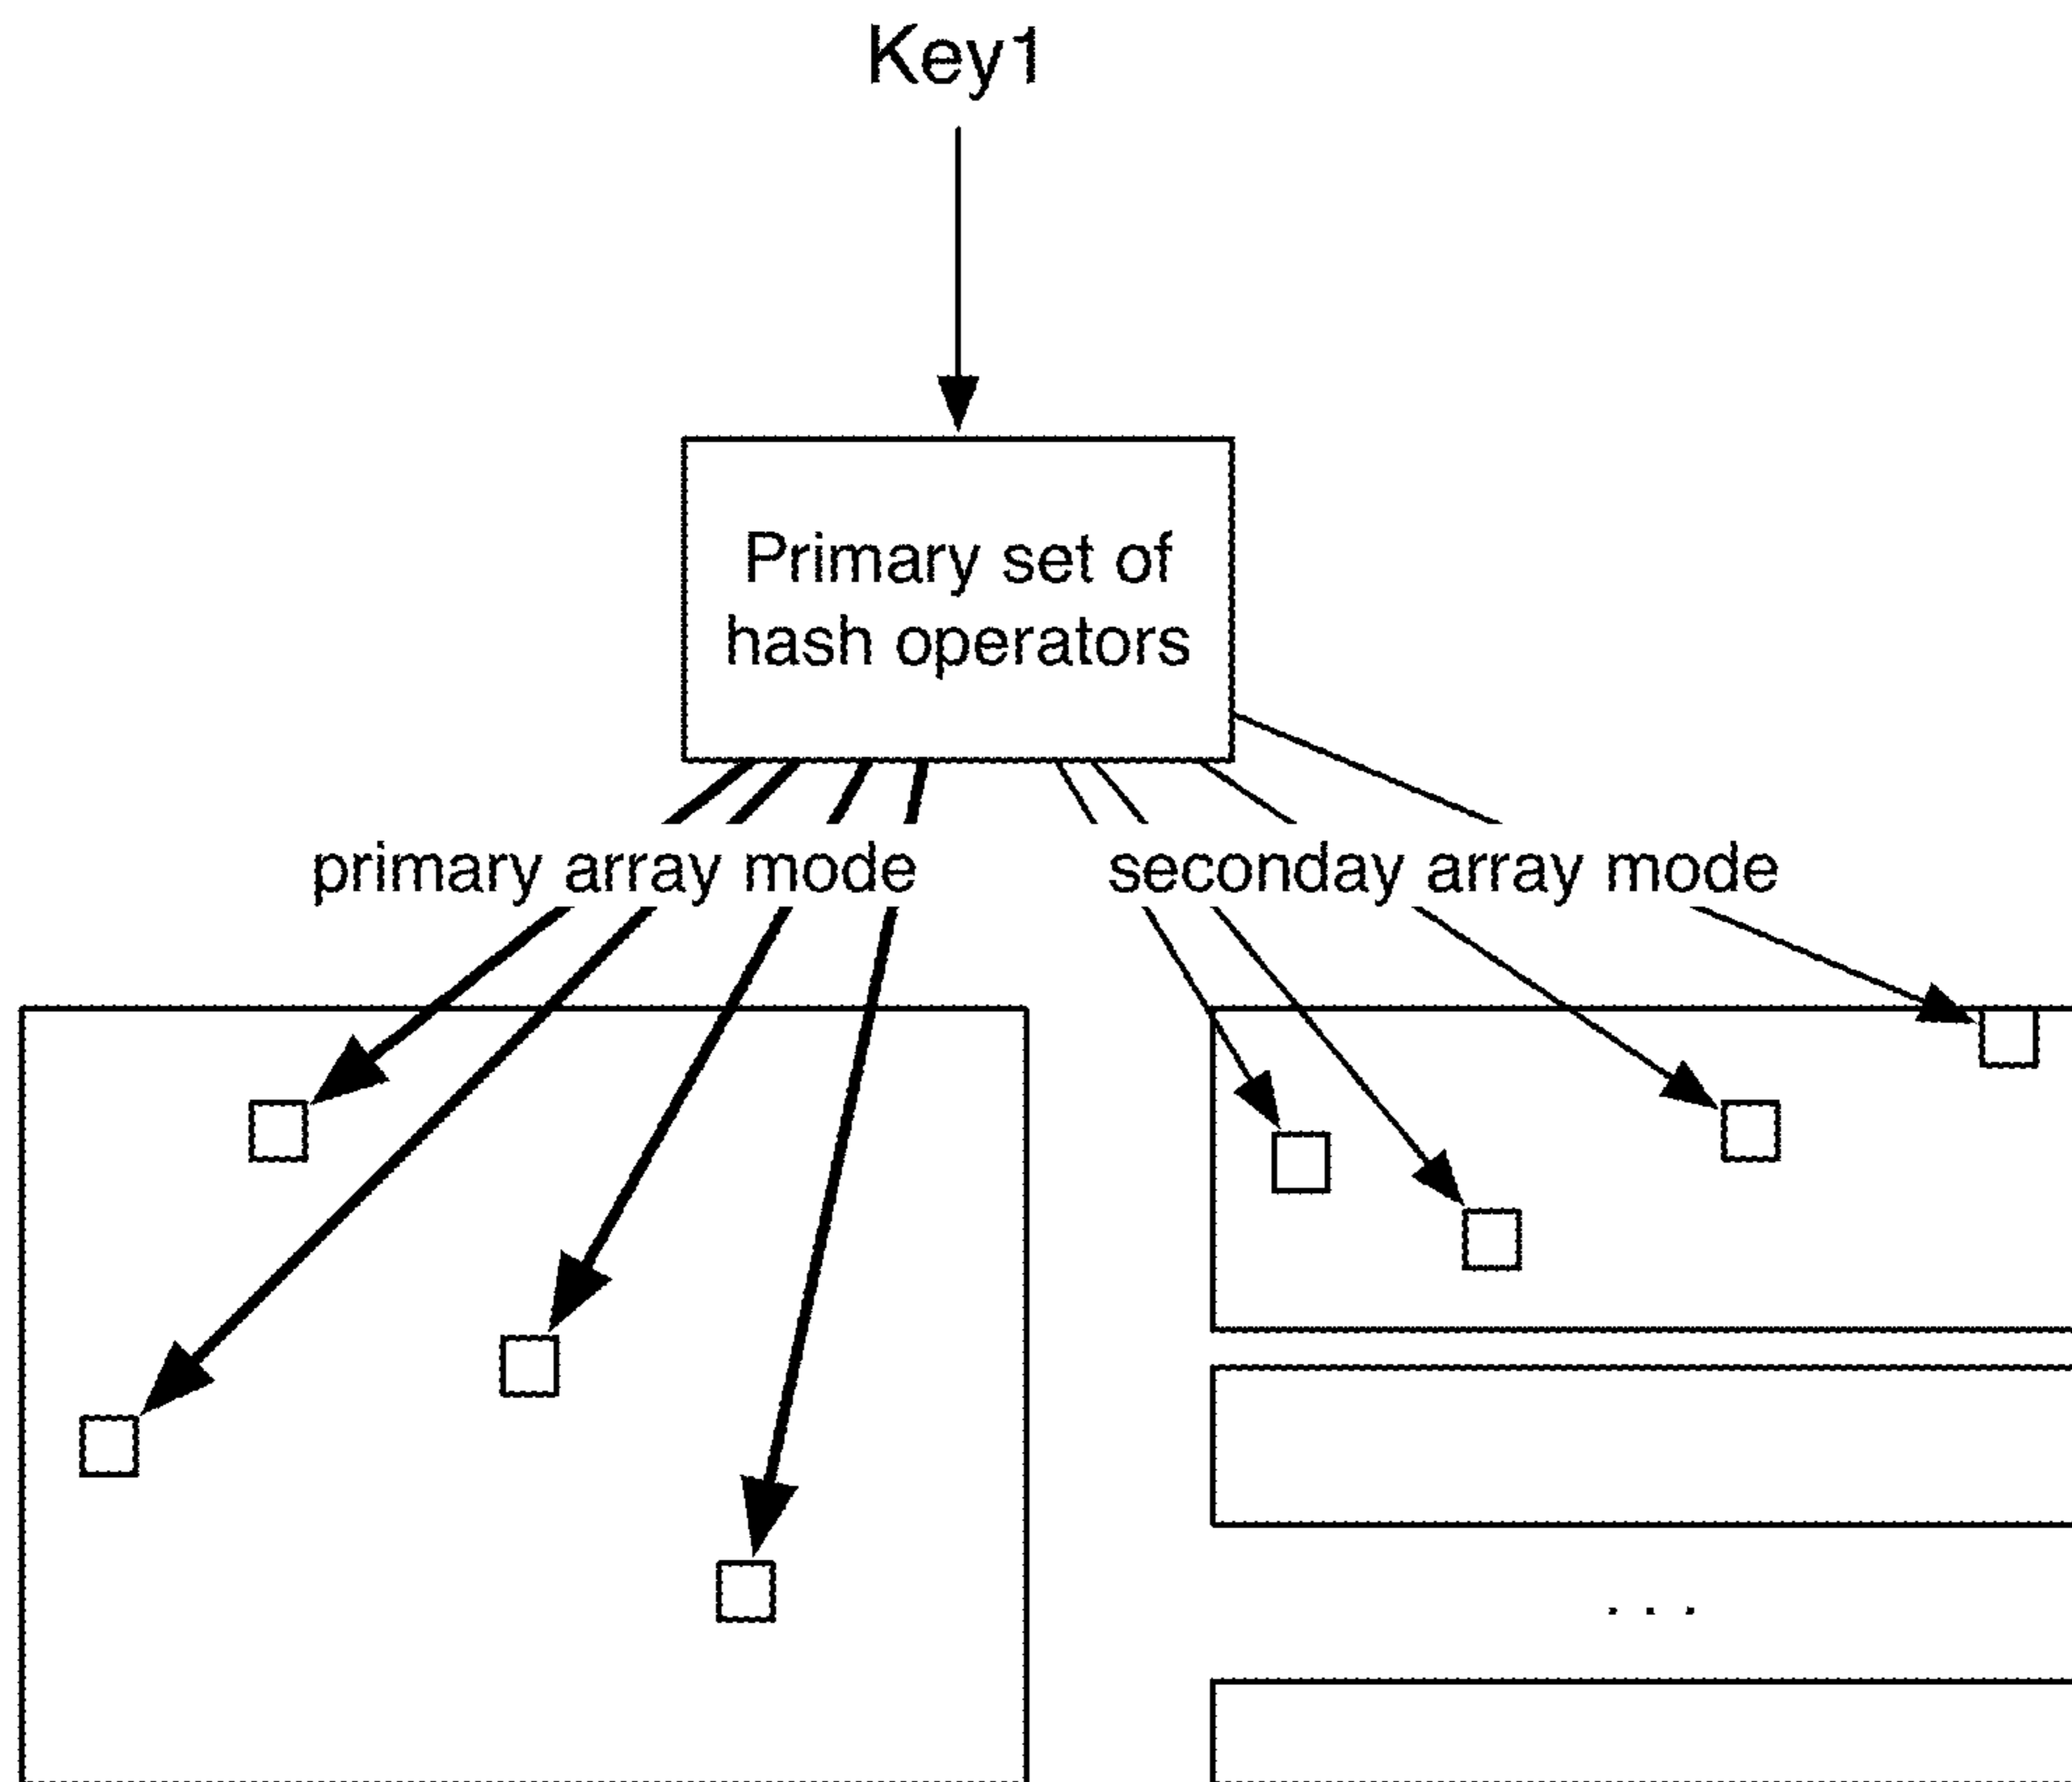 Key1
Primary set of
hash operators
primary array mode
seconday array mode
. . .